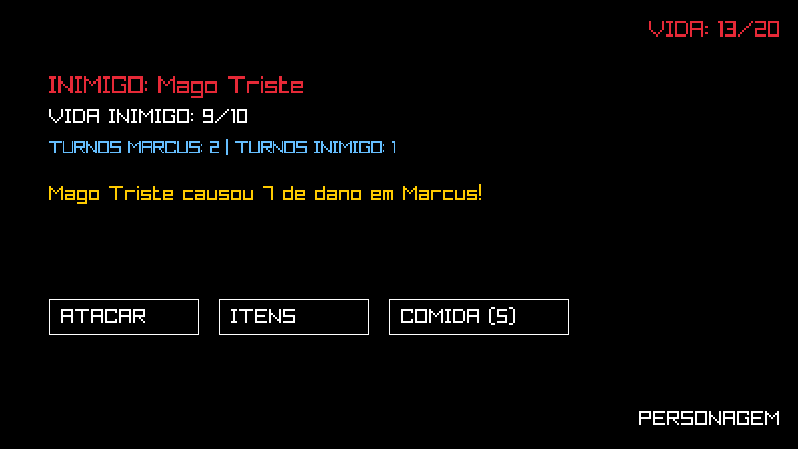 VIDA: 13/20
INIMIGO: Mago Triste
VIDA INIMIGO: 9/10
TURNOS MARCUS: 2 | TURNOS INIMIGO: 1
Mago Triste causou 7 de dano em Marcus!
ATACAR
ITENS
COMIDA (5)
PERSONAGEM